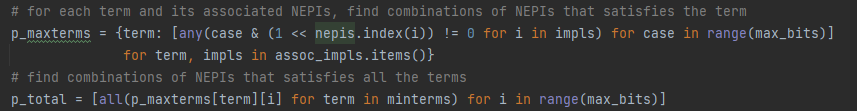 # for each term and its associated NEPIs, find combinations of NEPIs that satisfies the term
p_maxterms = {term: [any(case & (1 << nepis.index(i)) != 0 for i in impls) for case in range(max_bits)]
for term, impls in assoc_impls.items()}
# find combinations of NEPIs that satisfies all the terms
p_total = [all(p_maxterms[term][i] for term in minterms) for i in range(max_bits)]